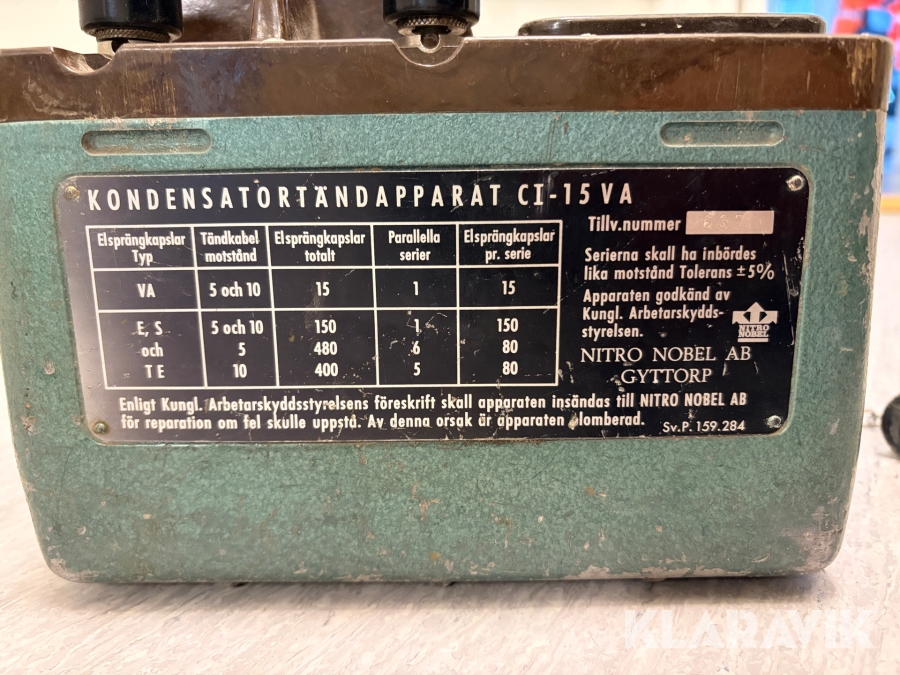 KONDENSATORTÄNDAPPARAT CI-15 VA
Elsprängkapslar Typ | Tändkabel motstånd | Elsprängkapslar totalt | Parallella serier | Elsprängkapslar pr. serie
VA | 5 och 10 | 15 | 1 | 15
E, S | 5 och 10 | 150 | 1 | 150
och | 5 | 480 | 6 | 80
TE | 10 | 400 | 5 | 80
Tillv.nummer
Serierna skall ha inbördes
lika motstånd Tolerans ±5%
Apparaten godkänd av
Kungl. Arbetarskydds-
styrelsen.
NITRO
NOBEL
NITRO NOBEL AB
GYTTORP
Enligt Kungl. Arbetarskyddsstyrelsens föreskrift skall apparaten insändas till NITRO NOBEL AB
för reparation om fel skulle uppstå. Av denna orsak är apparaten plomberad.
Sv.P. 159.284
KLARAVIK